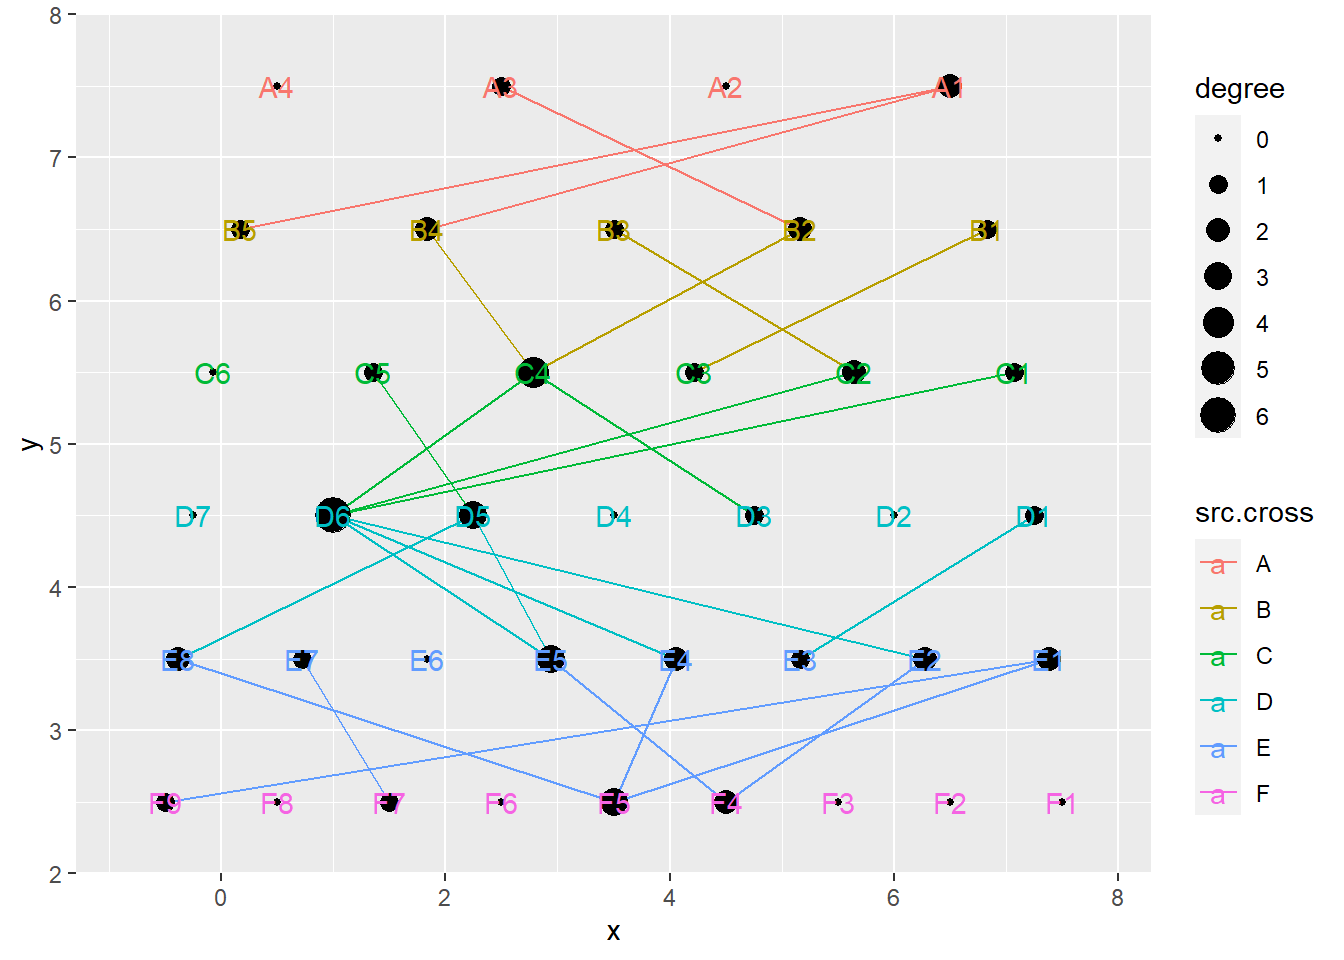 8
A4 A3 A2 A1
7
B5 B4 B3 B2 B1
6
C6 C5 C4 C3 C2 C1
5
y
D7 D6 D5 D4 D3 D2 D1
4
E8 E7 E6 E5 E4 E3 E2 E1
3
F9 F8 F7 F6 F5 F4 F3 F2 F1
2
0 2 4 6 8
x
degree
0
1
2
3
4
5
6
src.cross
a A
a B
a C
a D
a E
a F